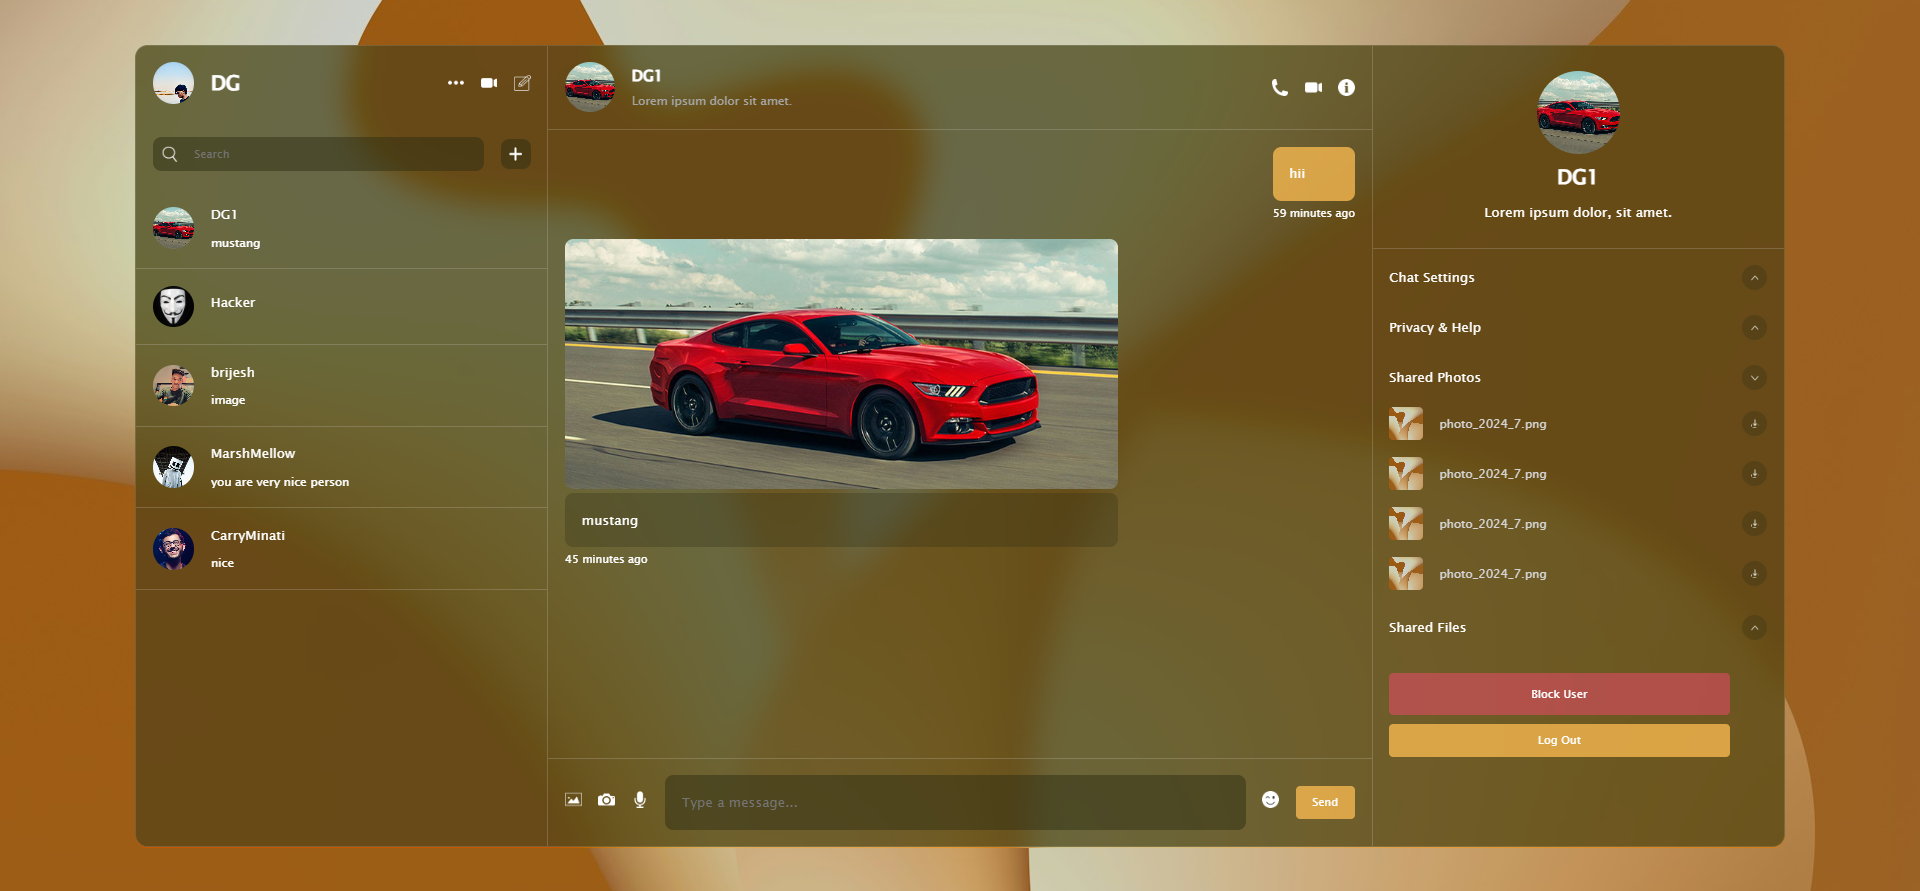 DG
Search
DG1
mustang
Hacker
brijesh
image
MarshMellow
you are very nice person
CarryMinati
nice
DG1
Lorem ipsum dolor sit amet.
hii
59 minutes ago
mustang
45 minutes ago
Type a message...
Send
DG1
Lorem ipsum dolor, sit amet.
Chat Settings
Privacy & Help
Shared Photos
photo_2024_7.png
photo_2024_7.png
photo_2024_7.png
photo_2024_7.png
Shared Files
Block User
Log Out